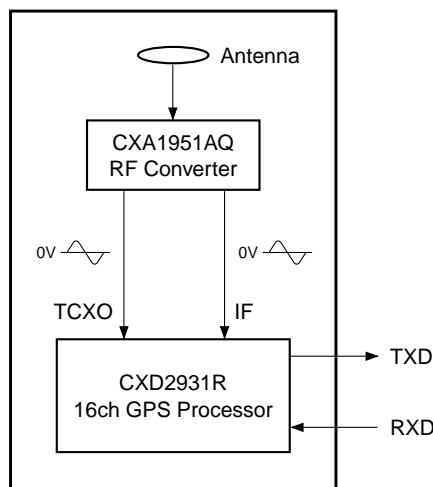 Antenna
CXA1951AQ
RF Converter
0V
0V
TCXO
IF
CXD2931R
16ch GPS Processor
TXD
RXD